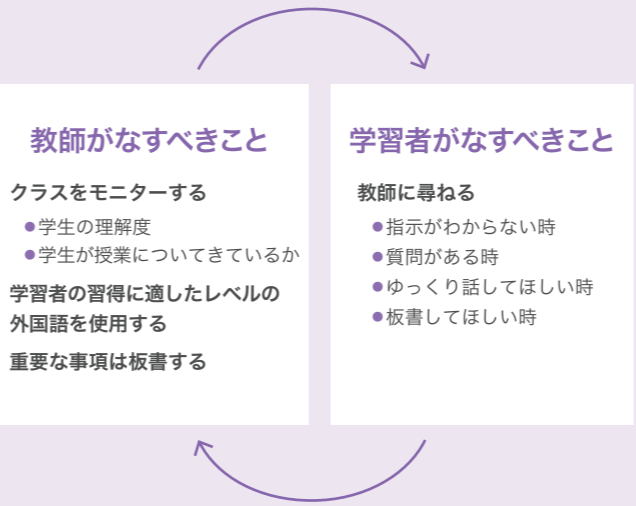 教師がなすべきこと
クラスをモニターする
●学生の理解度
●学生が授業についてきているか
学習者の習得に適したレベルの
外国語を使用する
重要な事項は板書する
学習者がなすべきこと
教師に尋ねる
●指示がわからない時
●質問がある時
●ゆっくり話してほしい時
●板書してほしい時